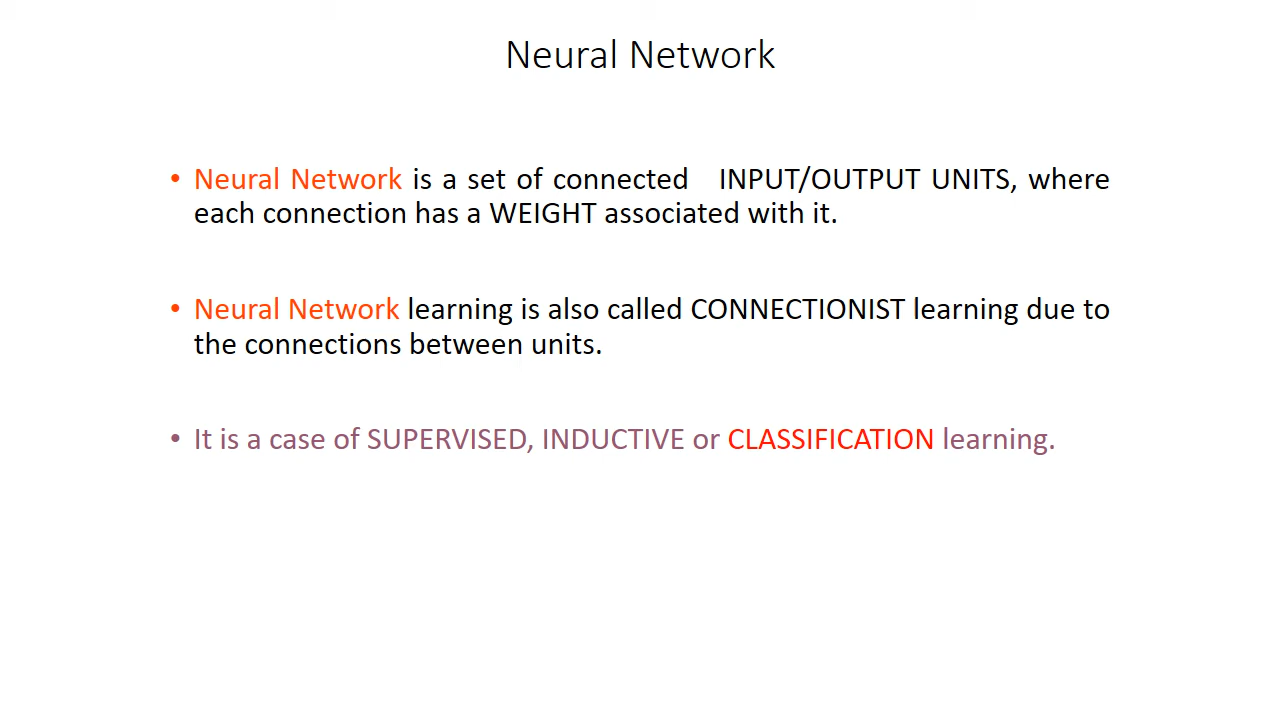 Neural Network
• Neural Network is a set of connected INPUT/OUTPUT UNITS, where
each connection has a WEIGHT associated with it.
• Neural Network learning is also called CONNECTIONIST learning due to
the connections between units.
• It is a case of SUPERVISED, INDUCTIVE or CLASSIFICATION learning.